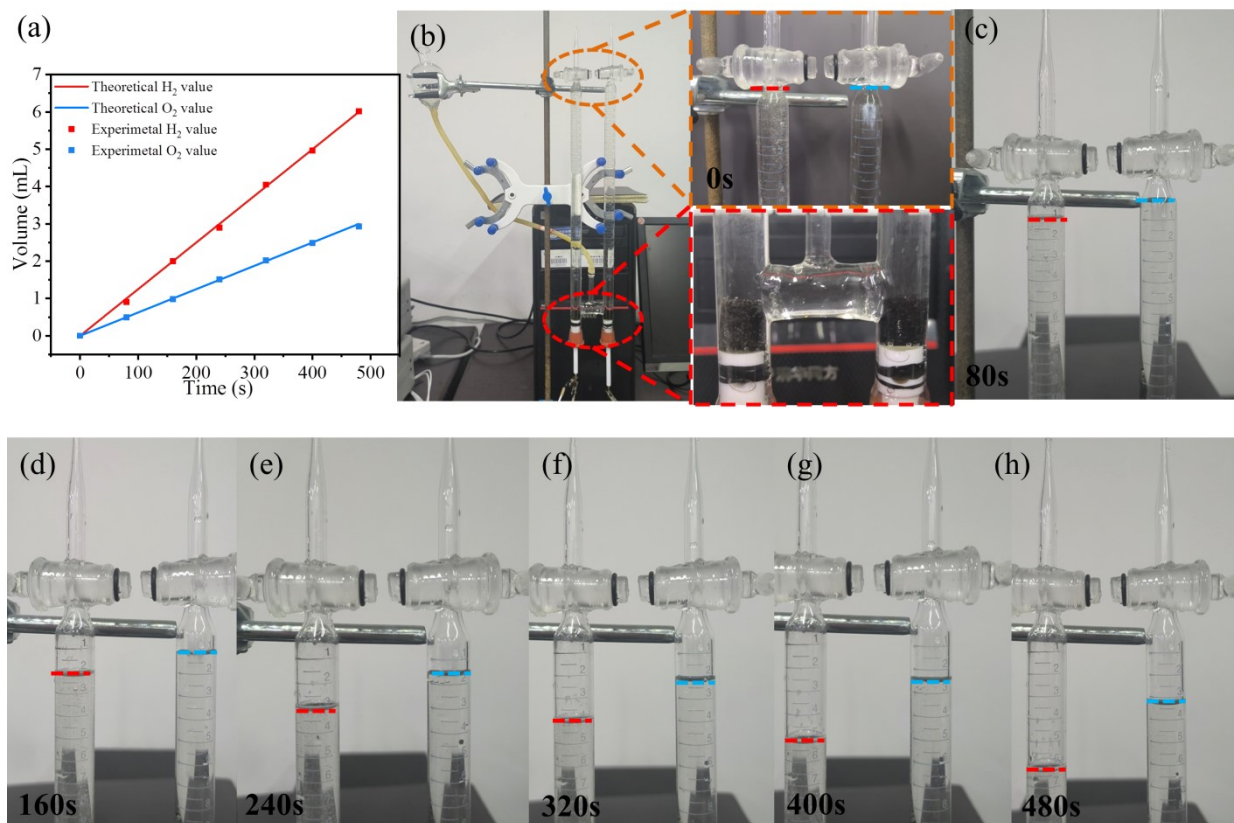 (a)
7
6
5
4
3
2
1
0
Volume (mL)
Theoretical H₂ value
Theoretical O₂ value
Experimetal H₂ value
Experimetal O₂ value
0 100 200 300 400 500
Time (s)
(b)
0s
(c)
80s
(d)
160s
(e)
240s
(f)
320s
(g)
400s
(h)
480s